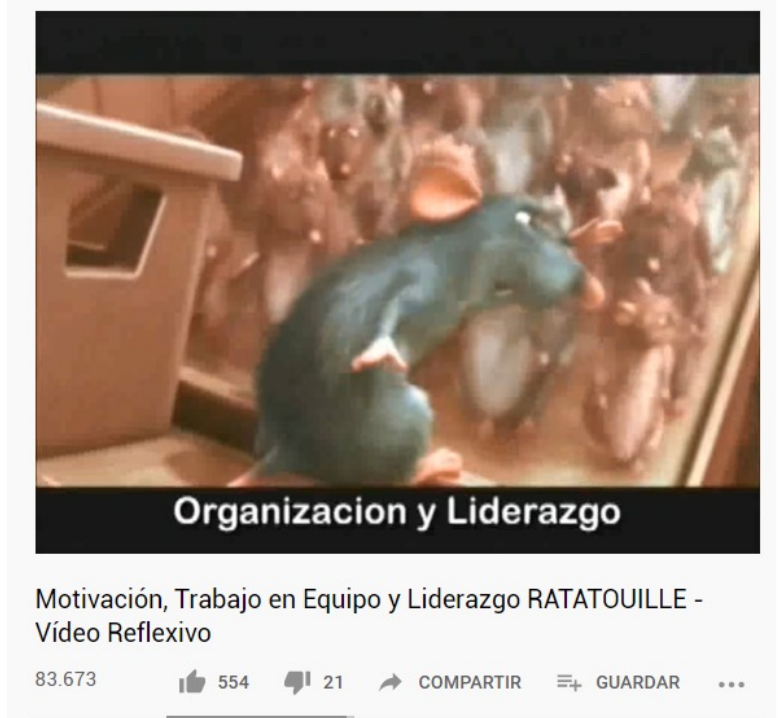 Organizacion y Liderazgo
Motivación, Trabajo en Equipo y Liderazgo RATATOUILLE -
Vídeo Reflexivo
83.673 554 21 COMPARTIR GUARDAR